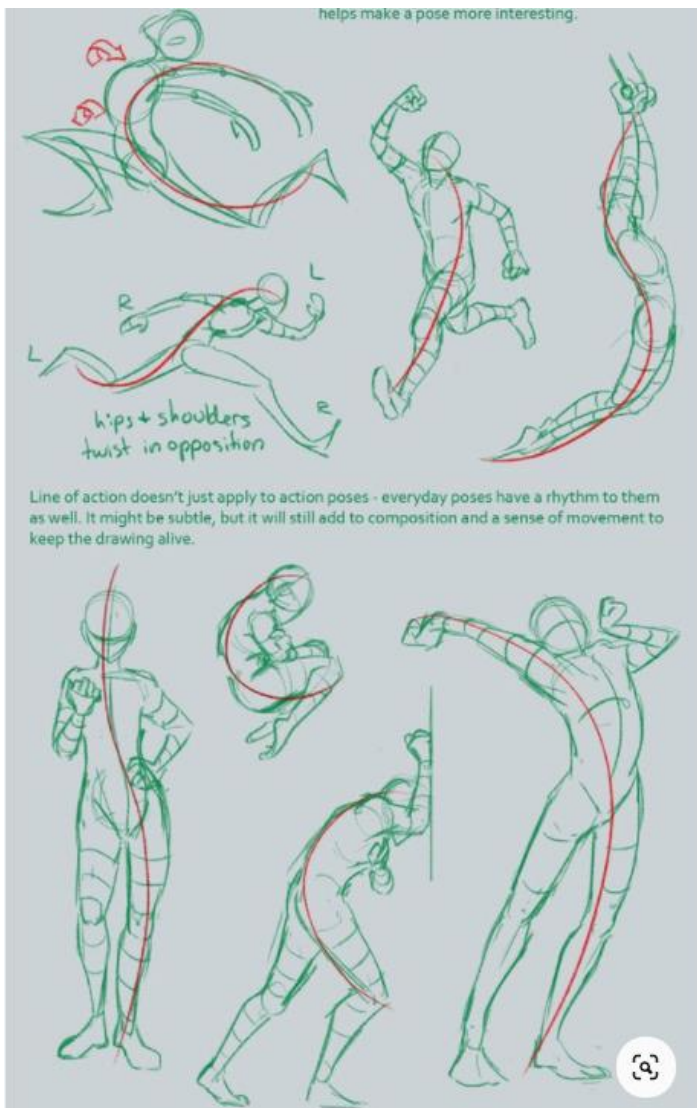 helps make a pose more interesting.
L
R
L
R
hips + shoulders
twist in opposition
Line of action doesn't just apply to action poses - everyday poses have a rhythm to them
as well. It might be subtle, but it will still add to composition and a sense of movement to
keep the drawing alive.